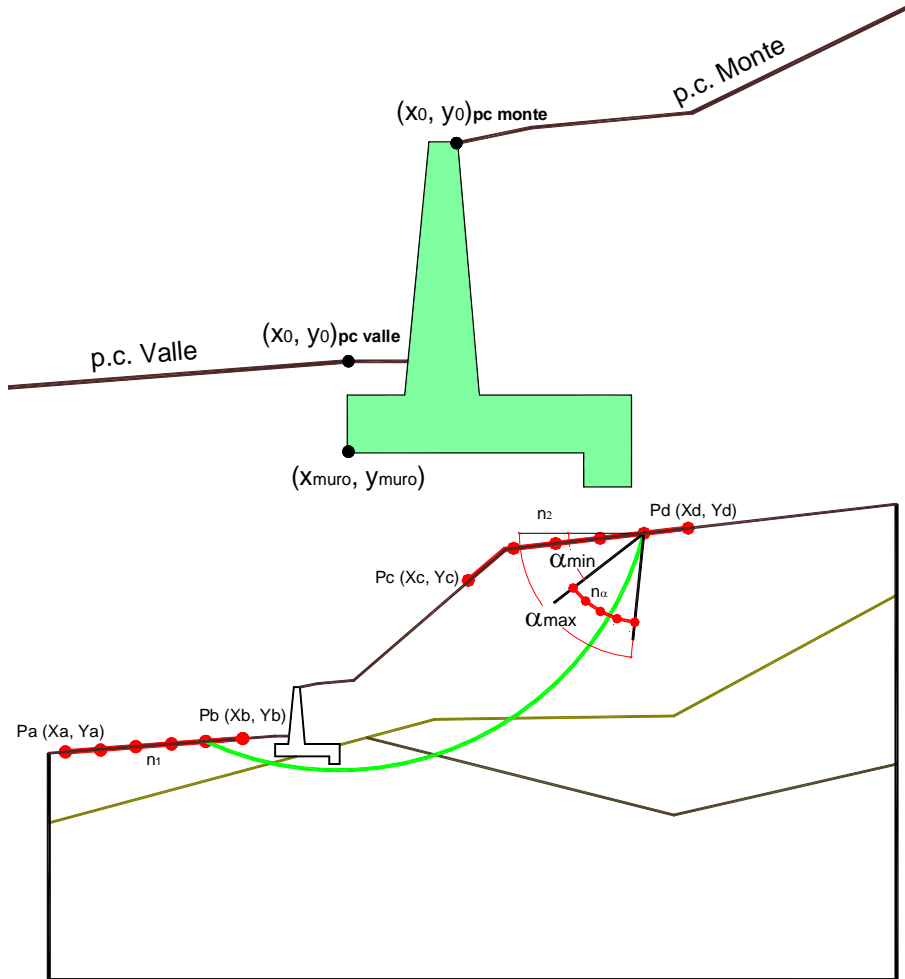 p.c. Monte
(x0, y0)pc monte
(x0, y0)pc valle
p.c. Valle
(xmuro, ymuro)
n2
Pd (Xd, Yd)
αmin
Pc (Xc, Yc)
nα
αmax
Pb (Xb, Yb)
Pa (Xa, Ya)
n1